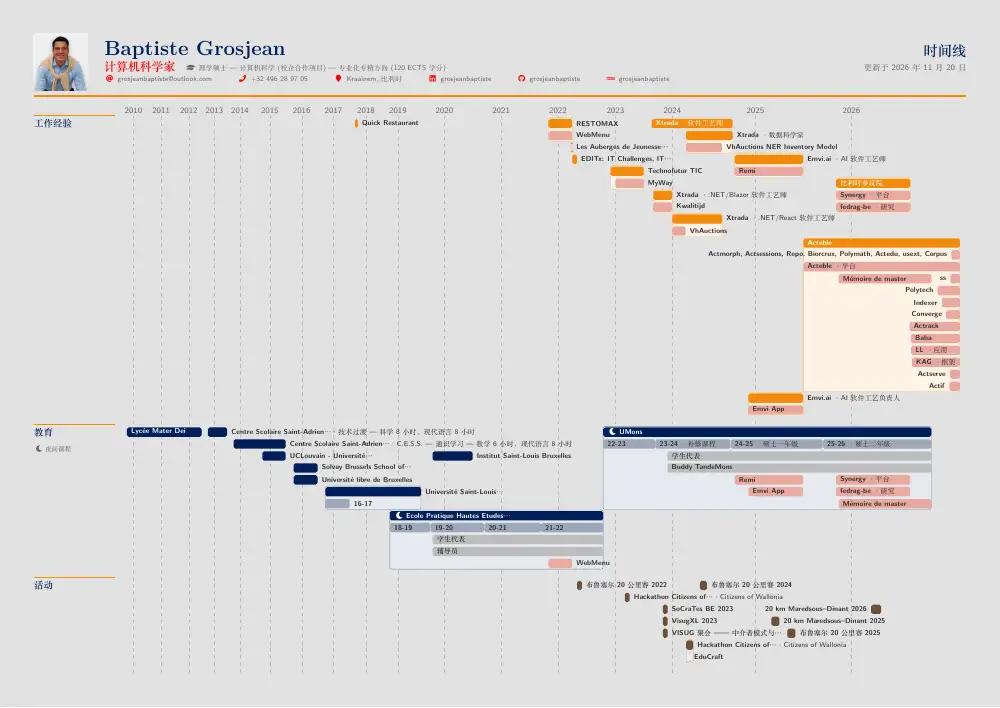 Baptiste Grosjean
时间线
计算机科学家
理学硕士 — 计算机科学 (校企合作项目) — 专业化专精方向 (120 ECTS 学分)
更新于 2026 年 11 月 20 日
grosjeanbaptiste@outlook.com
+32 496 28 97 05
Kraainem, 比利时
grosjeanbaptiste
grosjeanbaptiste
grosjeanbaptiste
2010 2011 2012 2013 2014 2015 2016 2017 2018 2019 2020 2021 2022 2023 2024 2025 2026
工作经验
Quick Restaurant
RESTOMAX
Xtrada · 软件工艺师
WebMenu
Xtrada · 数据科学家
Les Auberges de Jeunesse…
VhAuctions NER Inventory Model
EDITx: IT Challenges, IT…
Emvi.ai · AI 软件工艺师
Technofutur TIC
Remi
MyWay
比利时参议院
Xtrada · .NET/Blazor 软件工艺师
Synergy · 平台
Kwalitijd
fedrag-be · 研究
Xtrada · .NET/React 软件工艺师
VhAuctions
Acteble
Actmorph, Actsessions, Repo, Biorcrux, Polymath, Actedu, usext, Corpus
Acteble · 平台
Mémoire de master
ss
Polytech
Indexer
Converge
Actrack
Baba
LL · 应用
KAG · 框架
Actserve
Actif
Emvi.ai · AI 软件工艺负责人
Emvi App
教育
夜间课程
Lycée Mater Dei
Centre Scolaire Saint-Adrien… · 技术过渡 — 科学 8 小时，现代语言 8 小时
UMons
Centre Scolaire Saint-Adrien… · C.E.S.S. — 通识学习 — 数学 6 小时，现代语言 8 小时
22-23
23-24 · 补修课程
24-25 · 硕士一年级
25-26 · 硕士二年级
UCLouvain - Université…
Institut Saint-Louis Bruxelles
学生代表
Solvay Brussels School of…
Buddy TandeMons
Université libre de Bruxelles
Remi
Synergy · 平台
Université Saint-Louis…
Emvi App
fedrag-be · 研究
16-17
Mémoire de master
Ecole Pratique Hautes Etudes…
18-19
19-20
20-21
21-22
学生代表
辅导员
WebMenu
活动
布鲁塞尔 20 公里赛 2022
布鲁塞尔 20 公里赛 2024
Hackathon Citizens of… · Citizens of Wallonia
SoCraTes BE 2023
20 km Maredsous–Dinant 2026
VisugXL 2023
20 km Maredsous–Dinant 2025
VISUG 聚会 —— 中介者模式与…
布鲁塞尔 20 公里赛 2025
Hackathon Citizens of… · Citizens of Wallonia
EduCraft